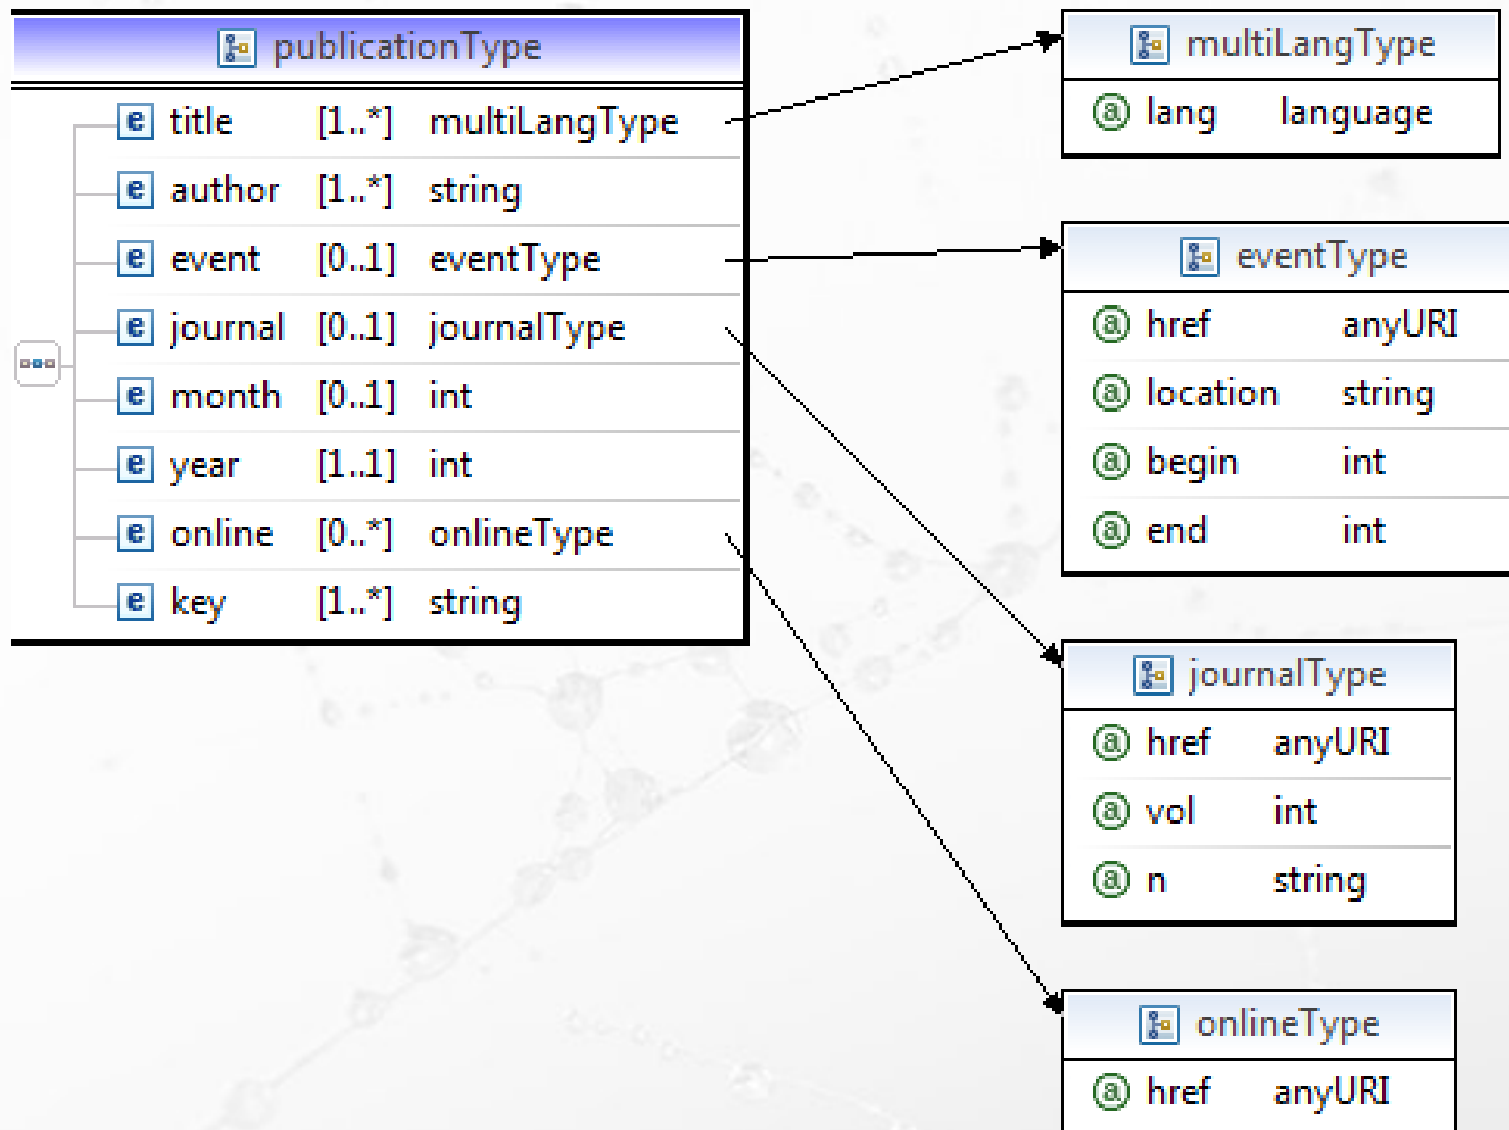 publicationType
e title [1..*] multiLangType
e author [1..*] string
e event [0..1] eventType
e journal [0..1] journalType
e month [0..1] int
e year [1..1] int
e online [0..*] onlineType
e key [1..*] string
multiLangType
@ lang language
eventType
@ href anyURI
@ location string
@ begin int
@ end int
journalType
@ href anyURI
@ vol int
@ n string
onlineType
@ href anyURI